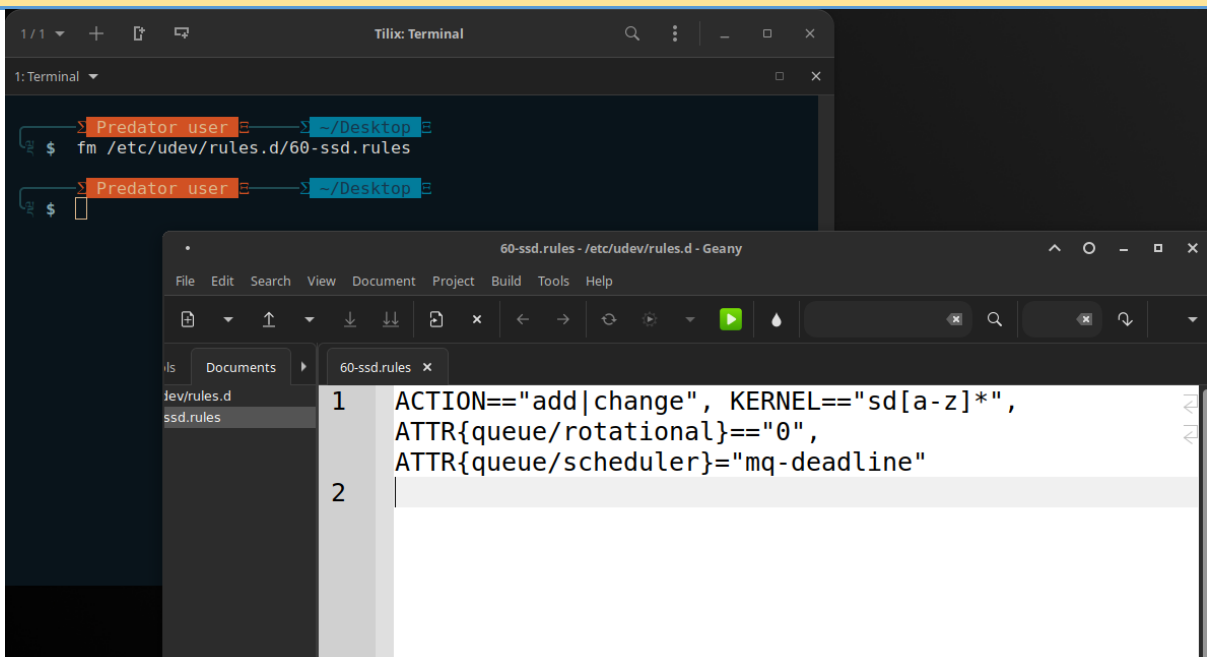 1 / 1
Tilix: Terminal
1: Terminal
Predator user ~/Desktop
$ fm /etc/udev/rules.d/60-ssd.rules
Predator user ~/Desktop
$
60-ssd.rules - /etc/udev/rules.d - Geany
File Edit Search View Document Project Build Tools Help
ls Documents 60-ssd.rules
dev/rules.d
ssd.rules
1 ACTION=="add|change", KERNEL=="sd[a-z]*",
ATTR{queue/rotational}=="0",
ATTR{queue/scheduler}="mq-deadline"
2